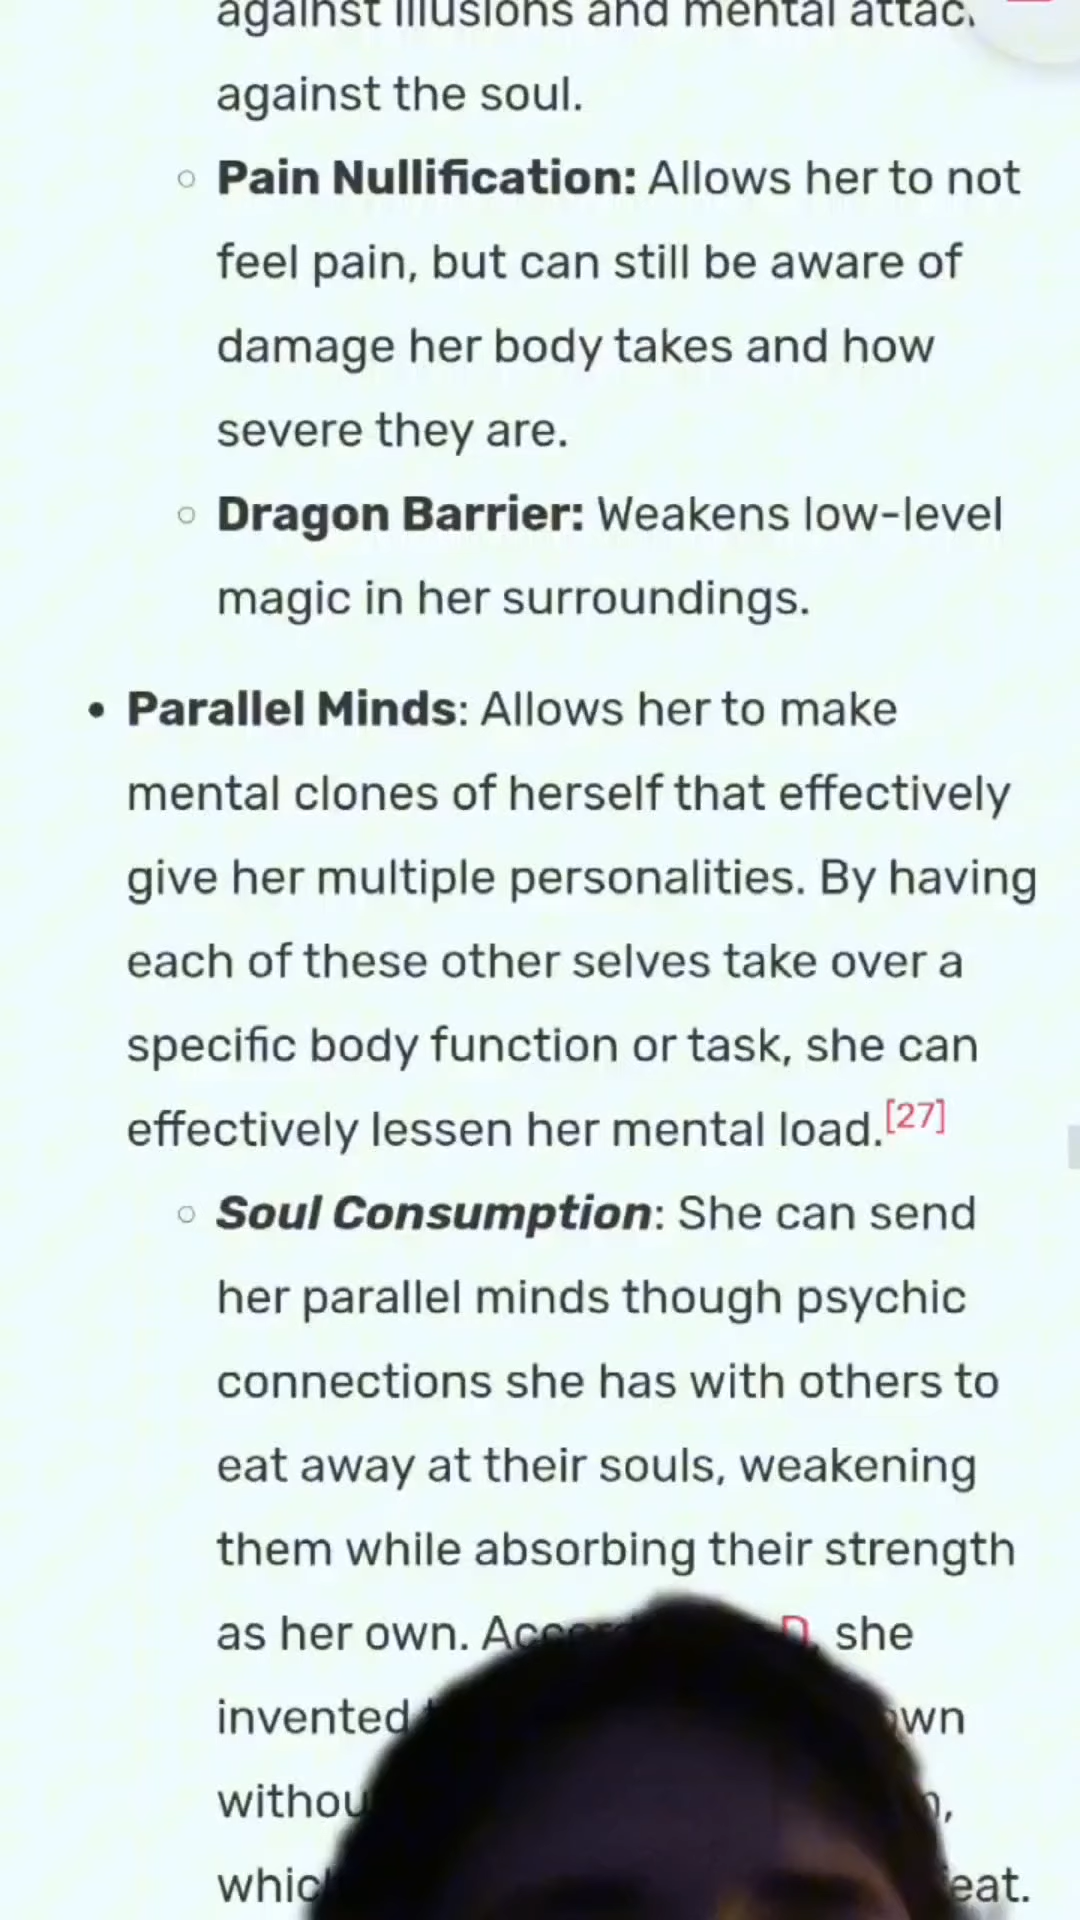 against illusions and mental
against the soul.
Pain Nullification: Allows her to not
feel pain, but can still be aware of
damage her body takes and how
severe they are.
Dragon Barrier: Weakens low-level
magic in her surroundings.
Parallel Minds: Allows her to make
mental clones of herself that effectively
give her multiple personalities. By having
each of these other selves take over a
specific body function or task, she can
effectively lessen her mental load.[27]
Soul Consumption: She can send
her parallel minds though psychic
connections she has with others to
eat away at their souls, weakening
them while absorbing their strength
as her own. D, she
invented